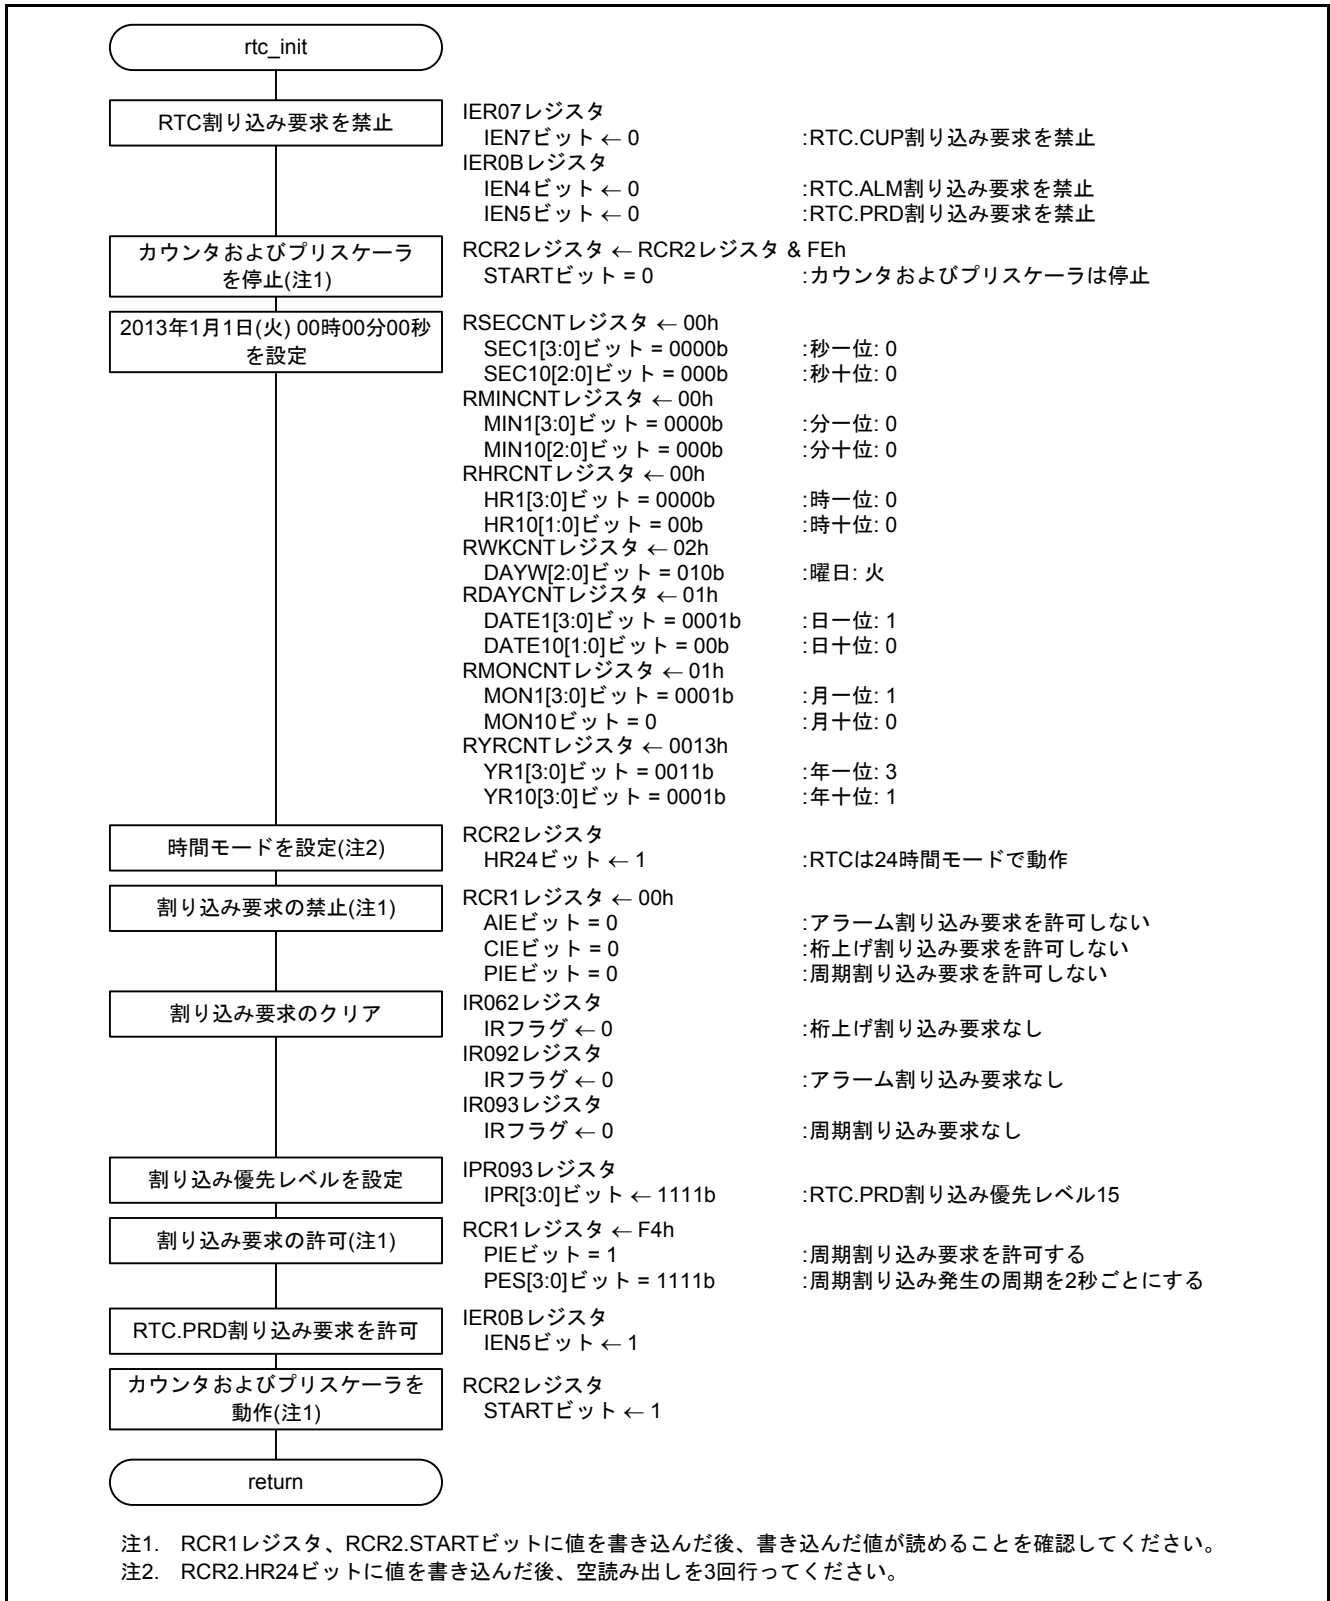 rtc_init
RTC割り込み要求を禁止
IER07レジスタ
IEN7ビット ← 0 :RTC.CUP割り込み要求を禁止
IER0Bレジスタ
IEN4ビット ← 0 :RTC.ALM割り込み要求を禁止
IEN5ビット ← 0 :RTC.PRD割り込み要求を禁止
カウンタおよびプリスケーラ
を停止(注1)
RCR2レジスタ ← RCR2レジスタ & FEh
STARTビット = 0 :カウンタおよびプリスケーラは停止
2013年1月1日(火) 00時00分00秒
を設定
RSECCNTレジスタ ← 00h
SEC1[3:0]ビット = 0000b :秒一位: 0
SEC10[2:0]ビット = 000b :秒十位: 0
RMINCNTレジスタ ← 00h
MIN1[3:0]ビット = 0000b :分一位: 0
MIN10[2:0]ビット = 000b :分十位: 0
RHRCNTレジスタ ← 00h
HR1[3:0]ビット = 0000b :時一位: 0
HR10[1:0]ビット = 00b :時十位: 0
RWKCNTレジスタ ← 02h
DAYW[2:0]ビット = 010b :曜日: 火
RDAYCNTレジスタ ← 01h
DATE1[3:0]ビット = 0001b :日一位: 1
DATE10[1:0]ビット = 00b :日十位: 0
RMONCNTレジスタ ← 01h
MON1[3:0]ビット = 0001b :月一位: 1
MON10ビット = 0 :月十位: 0
RYRCNTレジスタ ← 0013h
YR1[3:0]ビット = 0011b :年一位: 3
YR10[3:0]ビット = 0001b :年十位: 1
時間モードを設定(注2)
RCR2レジスタ
HR24ビット ← 1 :RTCは24時間モードで動作
割り込み要求の禁止(注1)
RCR1レジスタ ← 00h
AIEビット = 0 :アラーム割り込み要求を許可しない
CIEビット = 0 :桁上げ割り込み要求を許可しない
PIEビット = 0 :周期割り込み要求を許可しない
割り込み要求のクリア
IR062レジスタ
IRフラグ ← 0 :桁上げ割り込み要求なし
IR092レジスタ
IRフラグ ← 0 :アラーム割り込み要求なし
IR093レジスタ
IRフラグ ← 0 :周期割り込み要求なし
割り込み優先レベルを設定
IPR093レジスタ
IPR[3:0]ビット ← 1111b :RTC.PRD割り込み優先レベル15
割り込み要求の許可(注1)
RCR1レジスタ ← F4h
PIEビット = 1 :周期割り込み要求を許可する
PES[3:0]ビット = 1111b :周期割り込み発生の周期を2秒ごとにする
RTC.PRD割り込み要求を許可
IER0Bレジスタ
IEN5ビット ← 1
カウンタおよびプリスケーラを
動作(注1)
RCR2レジスタ
STARTビット ← 1
return
注1. RCR1レジスタ、RCR2.STARTビットに値を書き込んだ後、書き込んだ値が読めることを確認してください。
注2. RCR2.HR24ビットに値を書き込んだ後、空読み出しを3回行ってください。